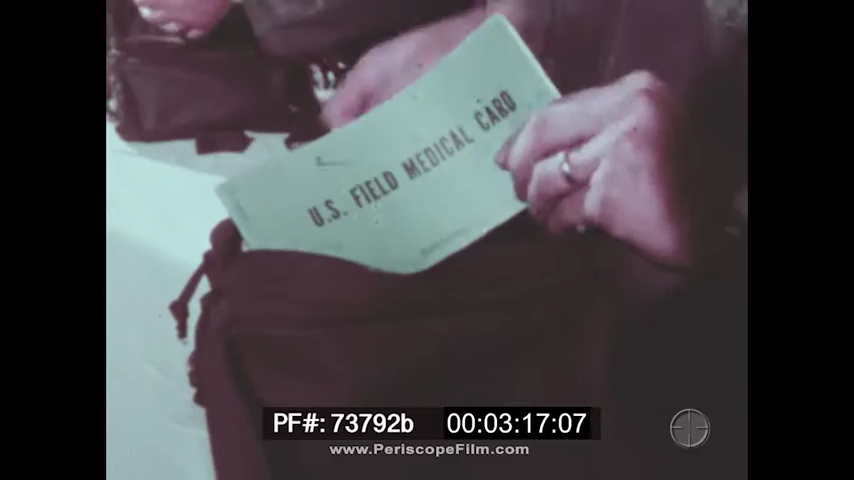 U.S. FIELD MEDICAL CARD
PF#: 73792b 00:03:17:07
www.PeriscopeFilm.com